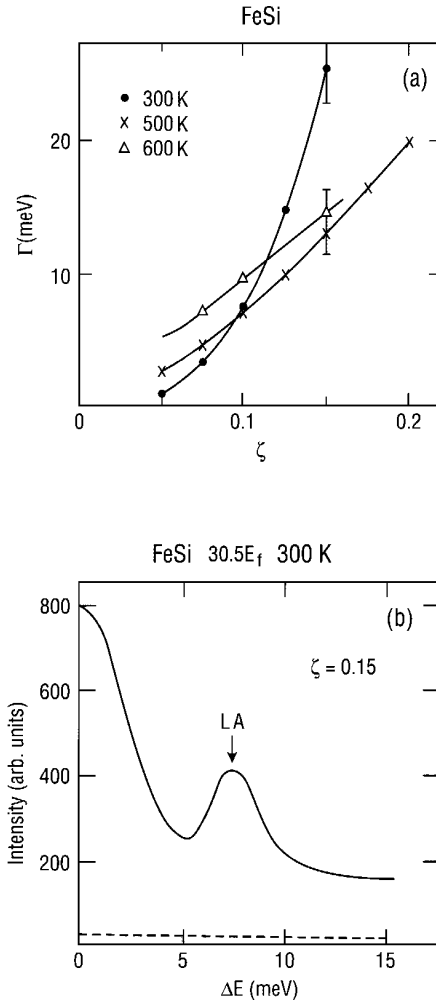 FeSi
(a)
300 K
500 K
600 K
20
10
0
Γ(meV)
0
0.1
0.2
ζ
FeSi 30.5E_f 300 K
(b)
ζ = 0.15
LA
800
600
400
200
Intensity (arb. units)
0
5
10
15
ΔE (meV)